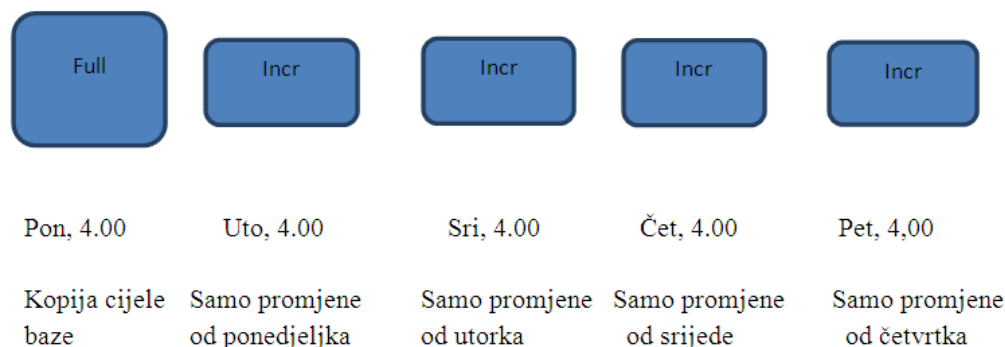 Full
Incr
Incr
Incr
Incr
Pon, 4.00
Uto, 4.00
Sri, 4.00
Čet, 4.00
Pet, 4,00
Kopija cijele
baze
Samo promjene
od ponedjeljka
Samo promjene
od utorka
Samo promjene
od srijede
Samo promjene
od četvrtka